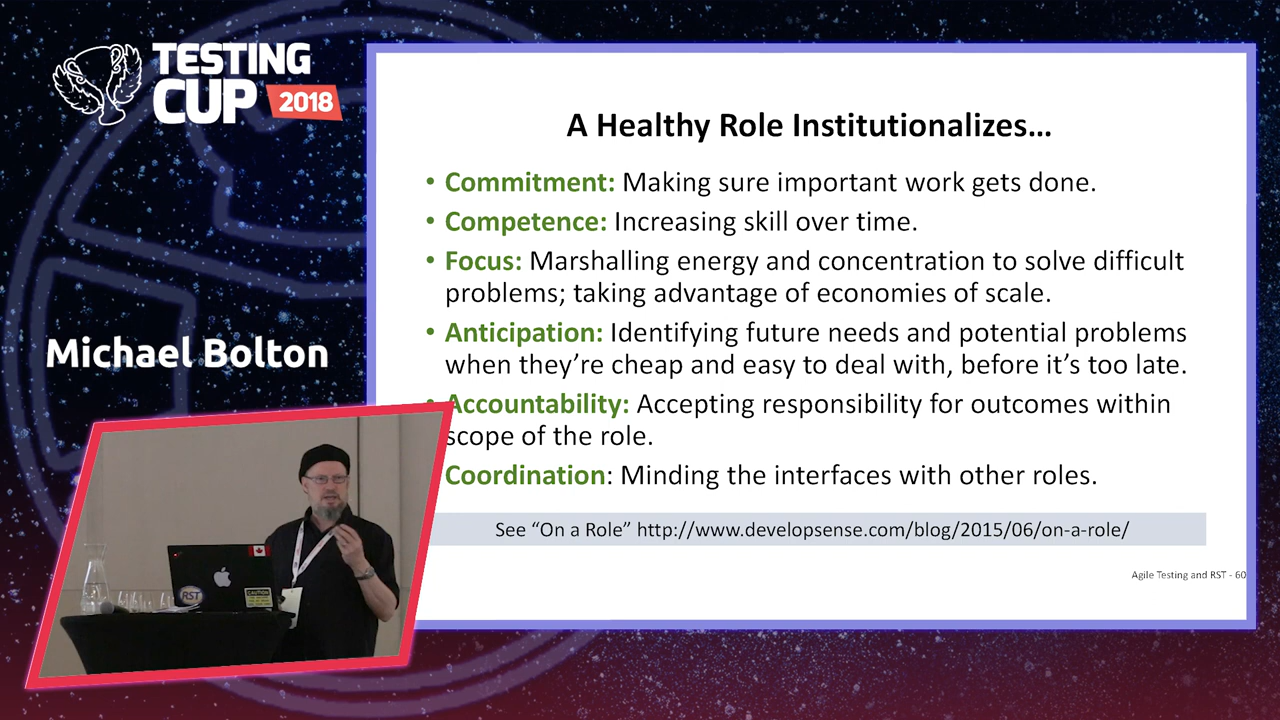 TESTING
CUP 2018
Michael Bolton
A Healthy Role Institutionalizes…
• Commitment: Making sure important work gets done.
• Competence: Increasing skill over time.
• Focus: Marshalling energy and concentration to solve difficult
problems; taking advantage of economies of scale.
• Anticipation: Identifying future needs and potential problems
when they’re cheap and easy to deal with, before it’s too late.
• Accountability: Accepting responsibility for outcomes within
scope of the role.
Coordination: Minding the interfaces with other roles.
See “On a Role” http://www.developsense.com/blog/2015/06/on-a-role/
Agile Testing and RST - 60
RST
CAUTION